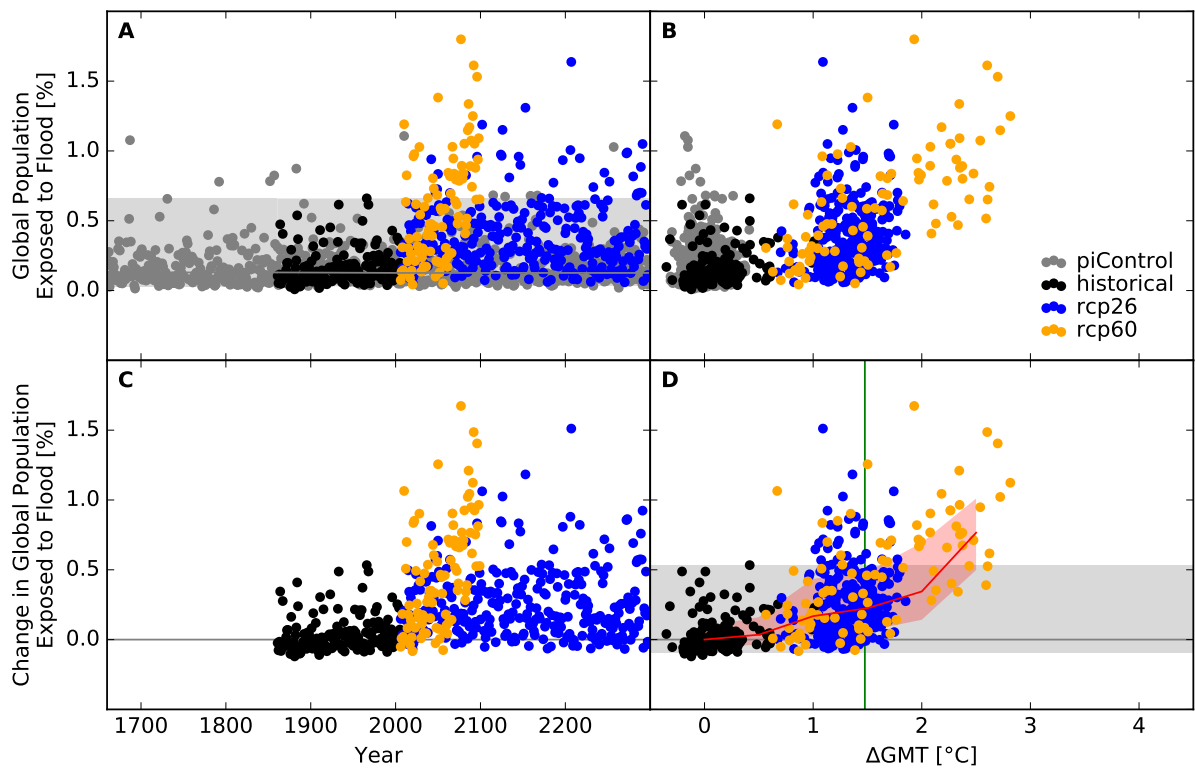 A
B
Global Population
Exposed to Flood [%]
1.5
1.0
0.5
0.0
piControl
historical
rcp26
rcp60
C
D
Change in Global Population
Exposed to Flood [%]
1.5
1.0
0.5
0.0
1700
1800
1900
2000
2100
2200
Year
0
1
2
3
4
ΔGMT [°C]